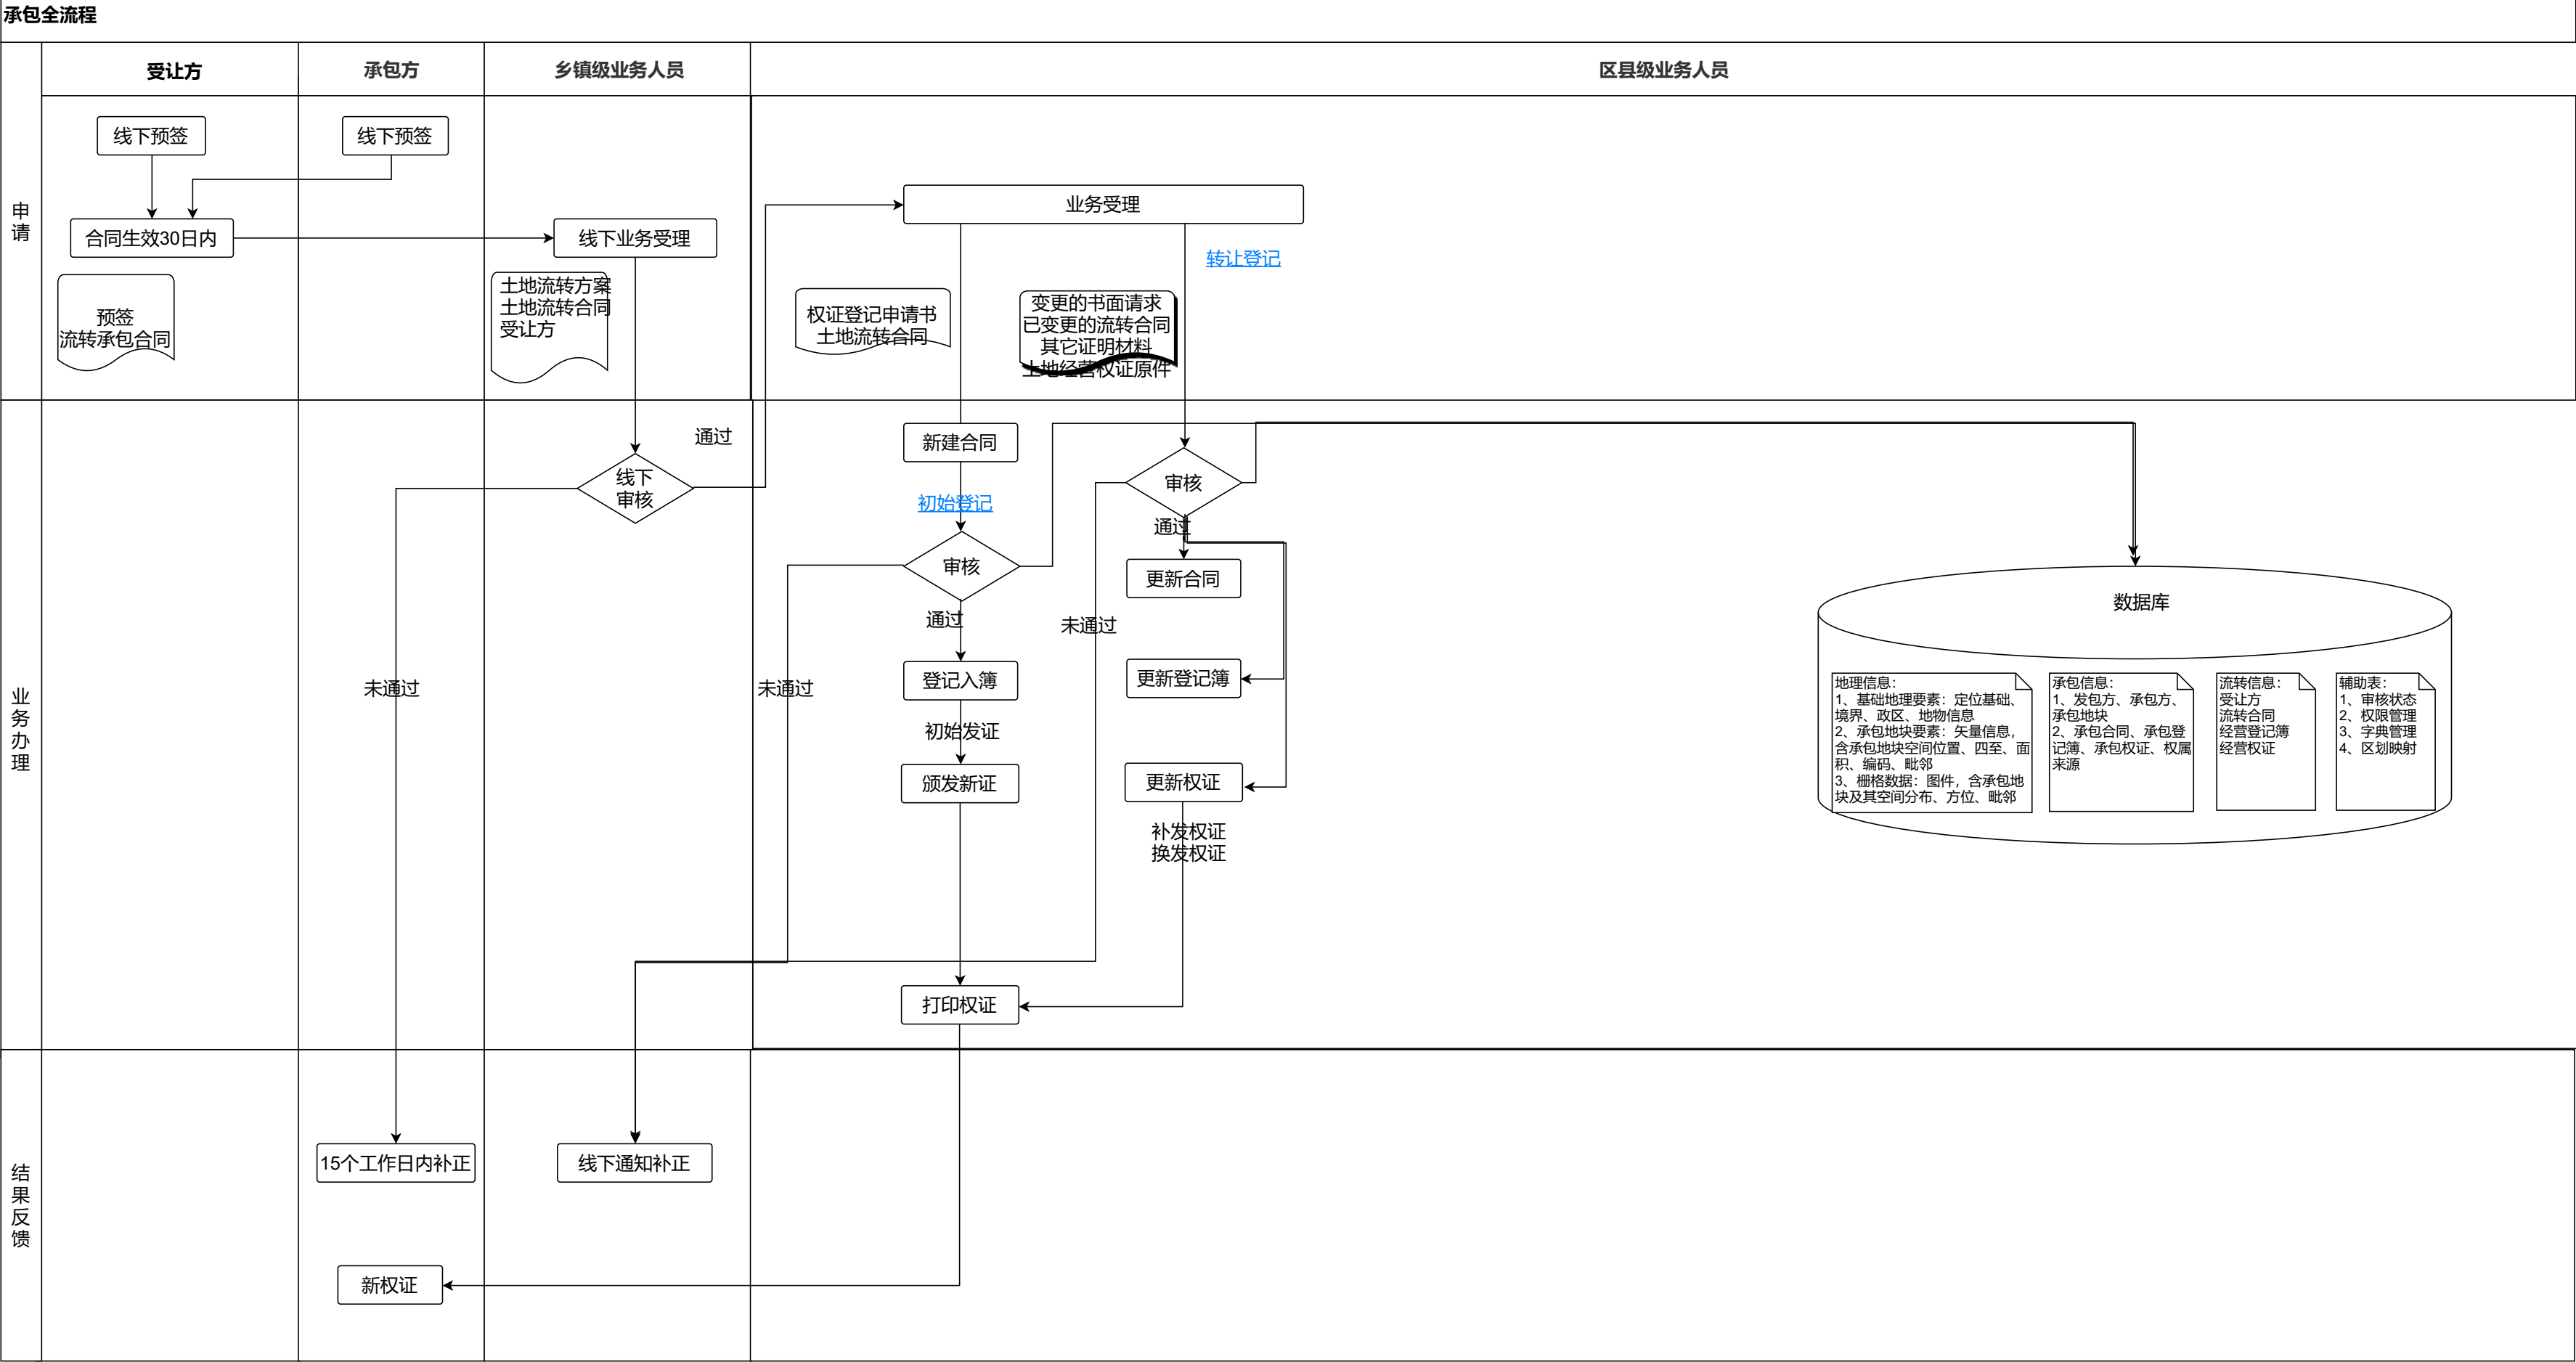 承包全流程
受让方
承包方
乡镇级业务人员
区县级业务人员
申
请
线下预签
线下预签
合同生效30日内
线下业务受理
业务受理
转让登记
预签
流转承包合同
土地流转方案
土地流转合同
受让方
权证登记申请书
土地流转合同
变更的书面请求
已变更的流转合同
其它证明材料
土地经营权证原件
业
务
办
理
通过
线下
审核
新建合同
初始登记
审核
审核
通过
更新合同
通过
未通过
未通过
未通过
登记入簿
更新登记簿
初始发证
颁发新证
更新权证
补发权证
换发权证
打印权证
数据库
地理信息:
1、基础地理要素：定位基础、
境界、政区、地物信息
2、承包地块要素：矢量信息，
含承包地块空间位置、四至、面
积、编码、毗邻
3、栅格数据：图件，含承包地
块及其空间分布、方位、毗邻
承包信息:
1、发包方、承包方、
承包地块
2、承包合同、承包登
记簿、承包权证、权属
来源
流转信息:
受让方
流转合同
经营登记簿
经营权证
辅助表:
1、审核状态
2、权限管理
3、字典管理
4、区划映射
结
果
反
馈
15个工作日内补正
线下通知补正
新权证